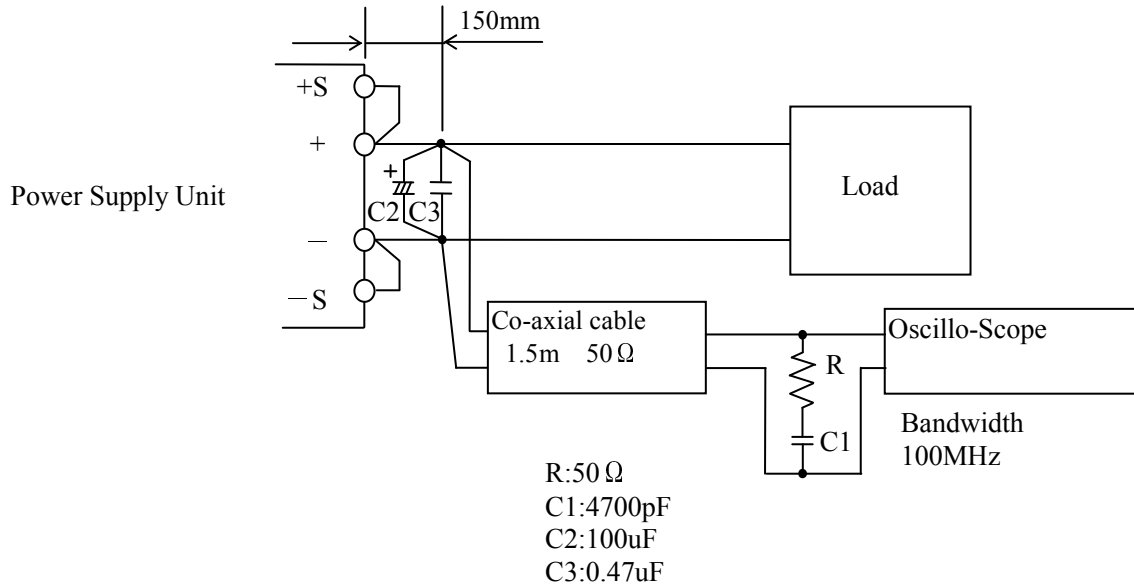 150mm
+S
+
Power Supply Unit
+
C2 C3
Load
－
－S
Co-axial cable
1.5m 50Ω
Oscillo-Scope
R
C1
Bandwidth
100MHz
R:50Ω
C1:4700pF
C2:100uF
C3:0.47uF